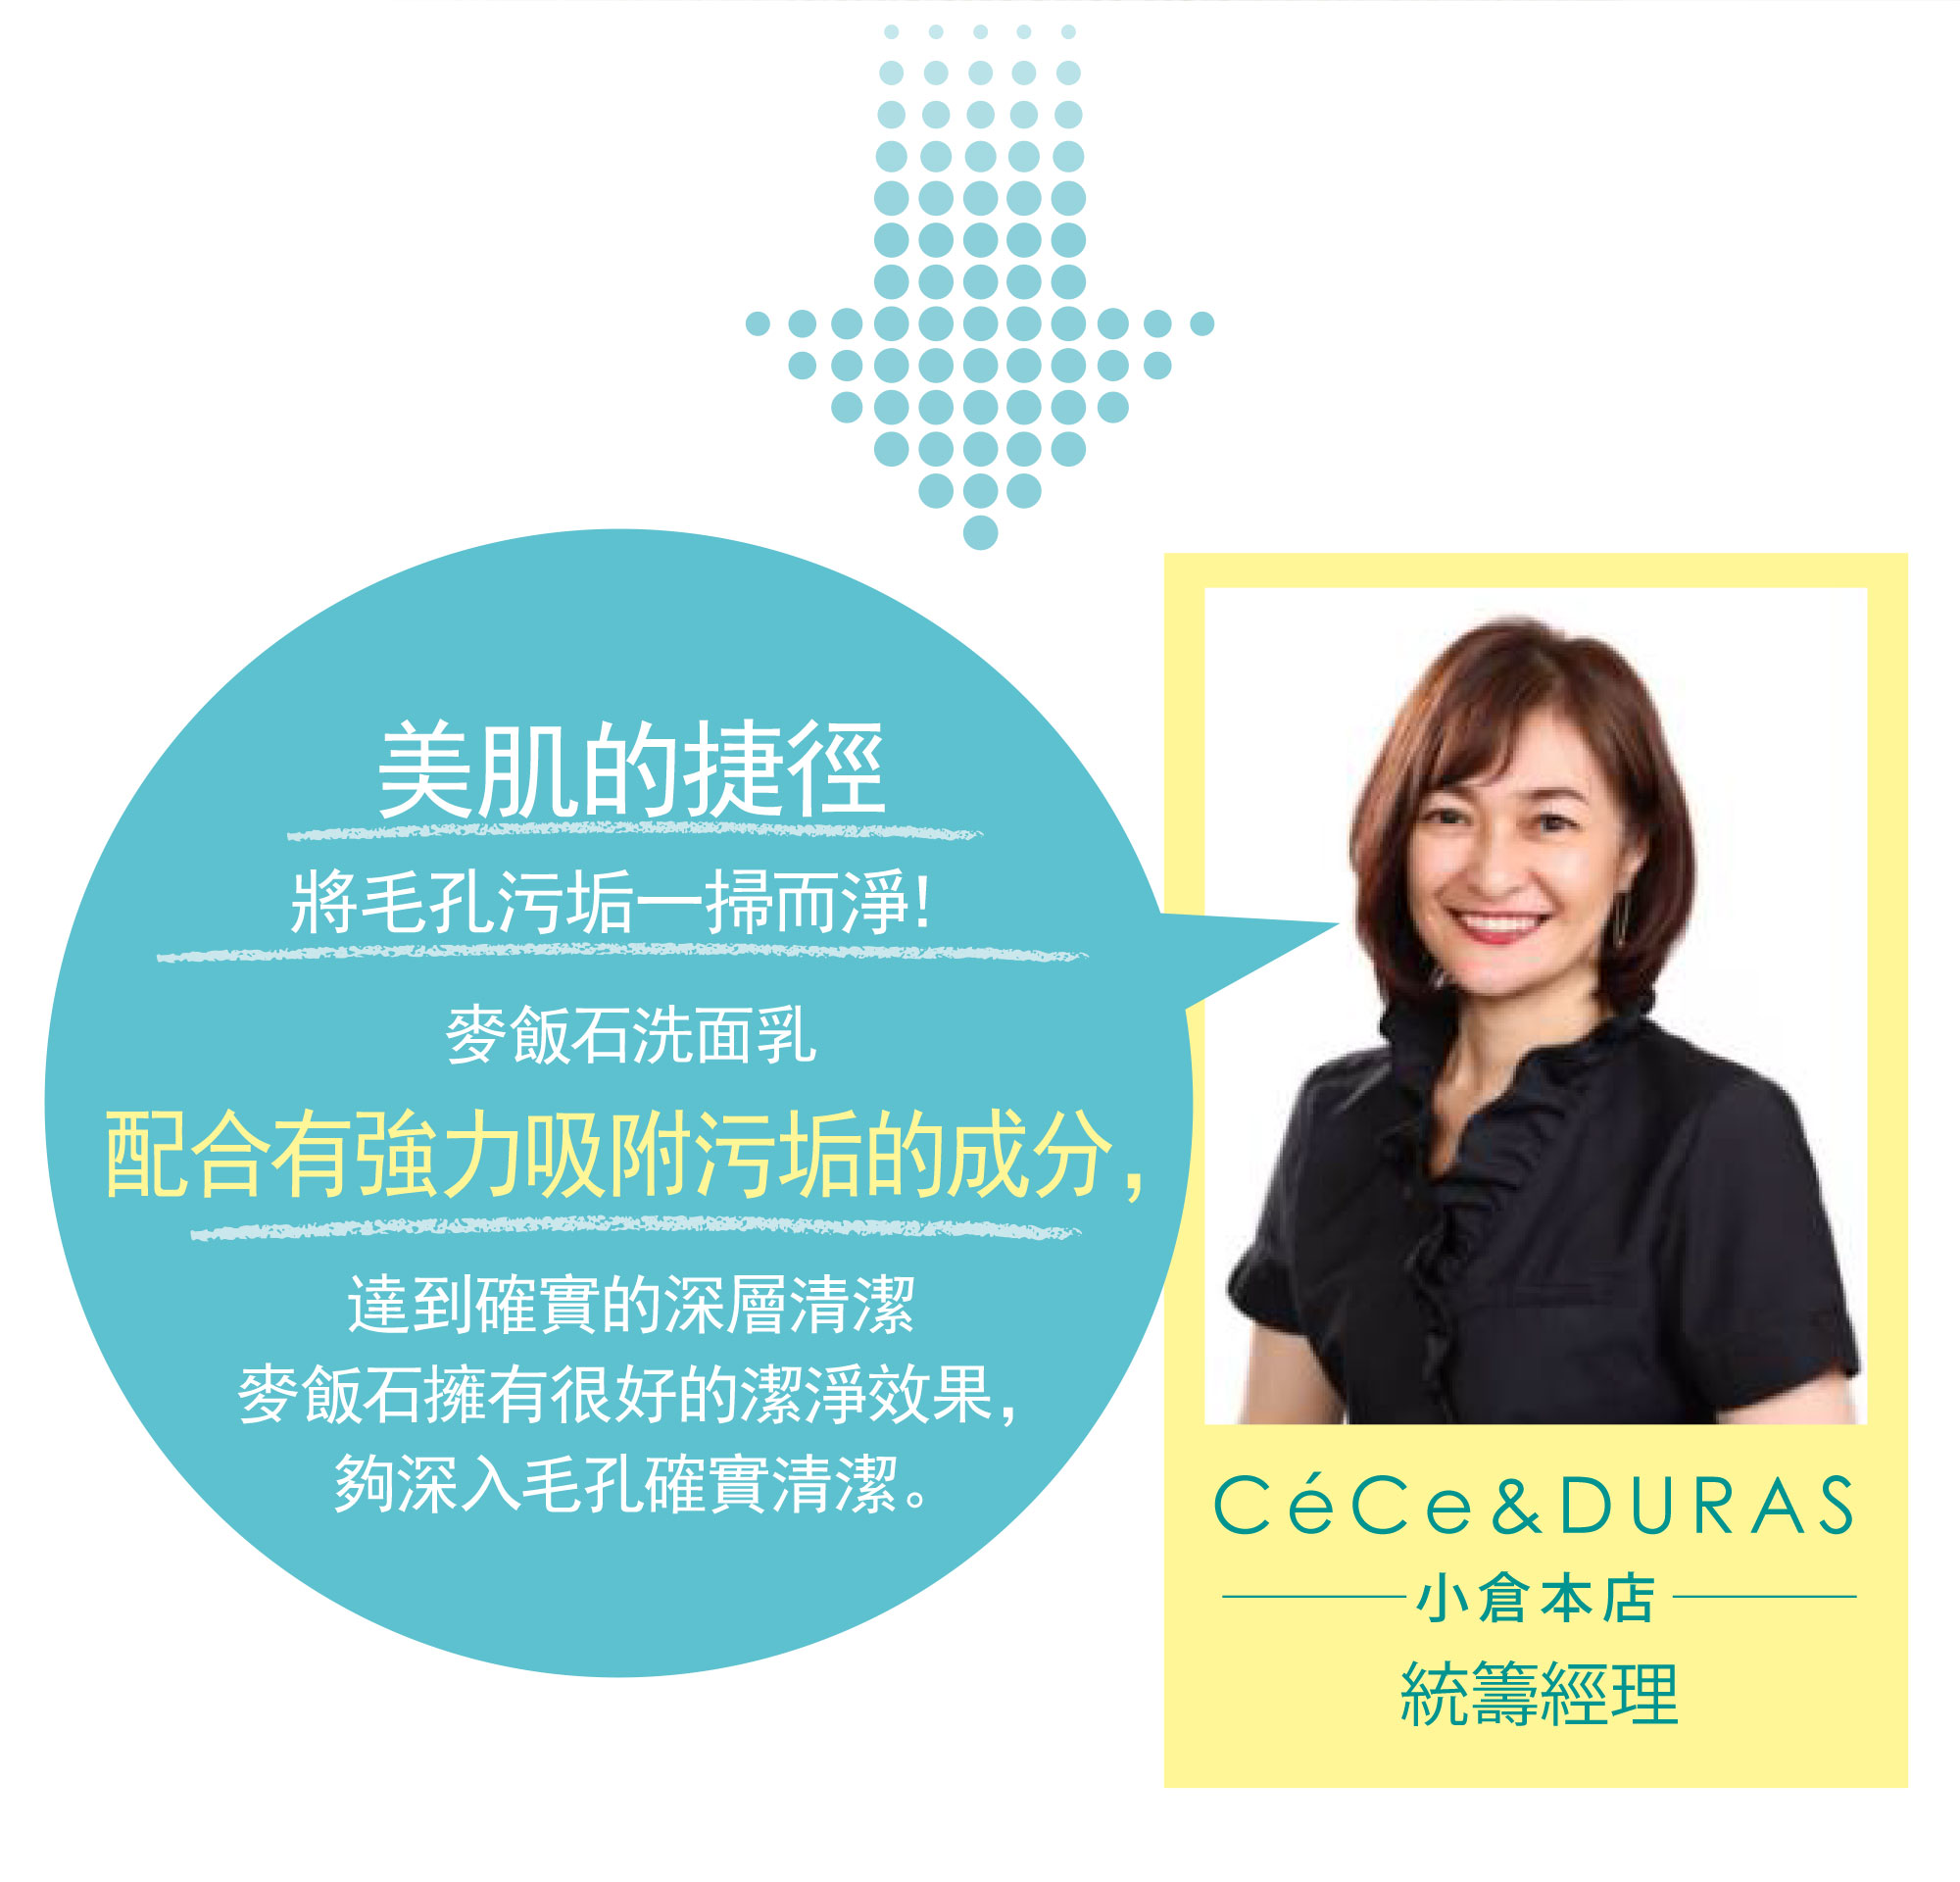 美肌的捷徑
將毛孔污垢一掃而淨!
麥飯石洗面乳
配合有強力吸附污垢的成分,
達到確實的深層清潔
麥飯石擁有很好的潔淨效果,
夠深入毛孔確實清潔。
CéCe&DURAS
小倉本店
統籌經理